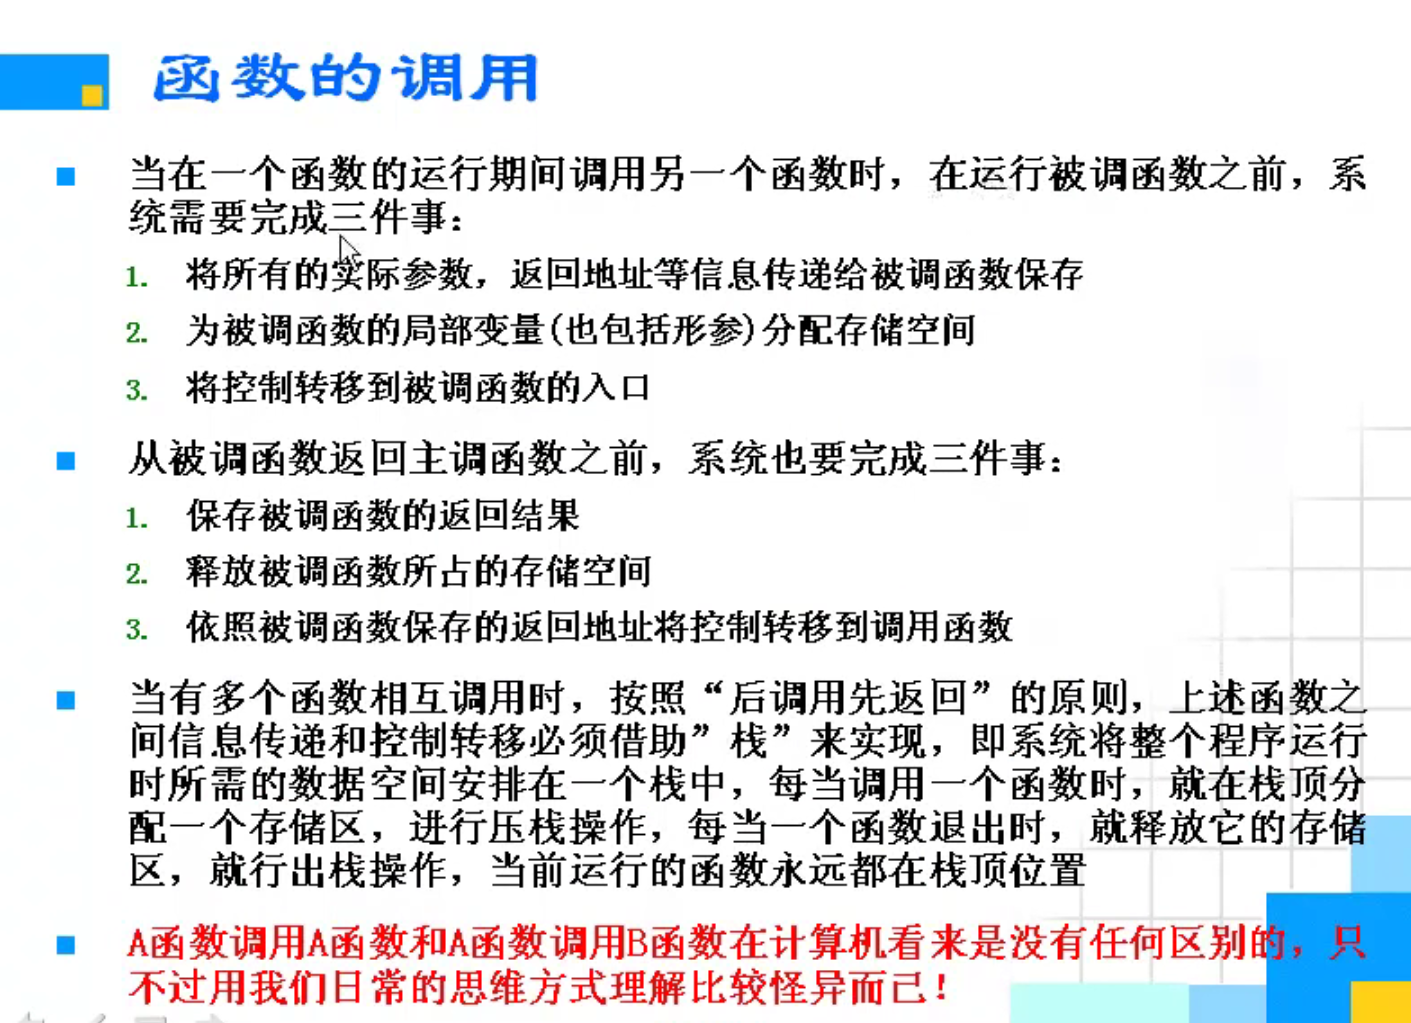 函数的调用
当在一个函数的运行期间调用另一个函数时，在运行被调函数之前，系
统需要完成三件事：
1. 将所有的实际参数，返回地址等信息传递给被调函数保存
2. 为被调函数的局部变量(也包括形参)分配存储空间
3. 将控制转移到被调函数的入口
从被调函数返回主调函数之前，系统也要完成三件事：
1. 保存被调函数的返回结果
2. 释放被调函数所占的存储空间
3. 依照被调函数保存的返回地址将控制转移到调用函数
当有多个函数相互调用时，按照“后调用先返回”的原则，上述函数之
间信息传递和控制转移必须借助”栈”来实现，即系统将整个程序运行
时所需的数据空间安排在一个栈中，每当调用一个函数时，就在栈顶分
配一个存储区，进行压栈操作，每当一个函数退出时，就释放它的存储
区，就行出栈操作，当前运行的函数永远都在栈顶位置
A函数调用A函数和A函数调用B函数在计算机看来是没有任何区别的，只
不过用我们日常的思维方式理解比较怪异而已！